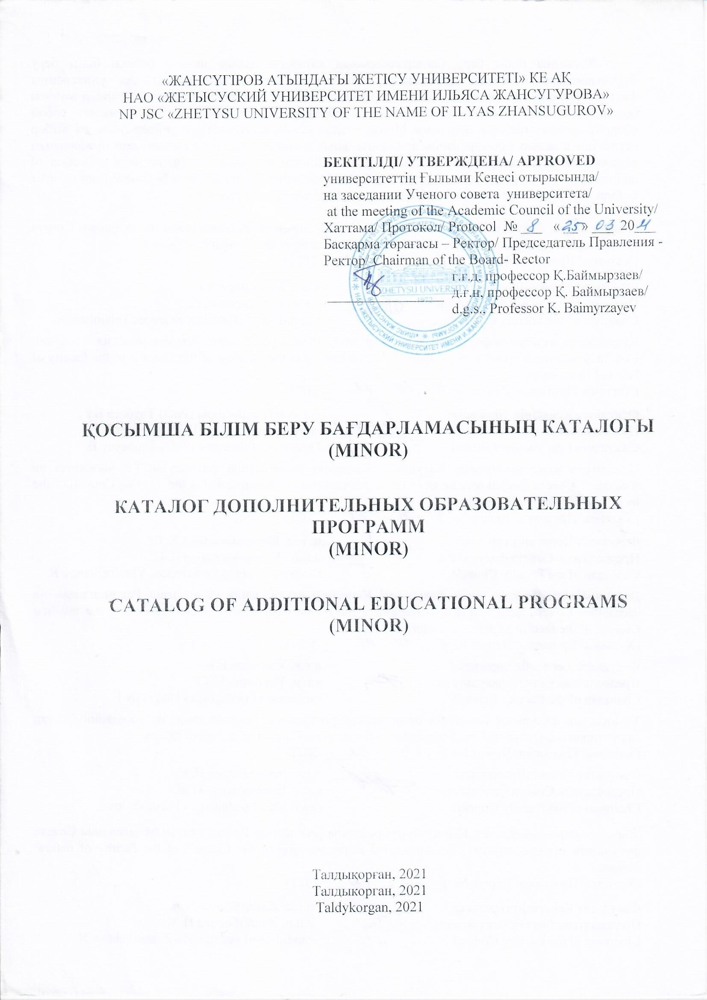 «ЖАНСҮГІРОВ АТЫНДАҒЫ ЖЕТІСУ УНИВЕРСИТЕТІ» КЕ АҚ
НАО «ЖЕТЫСУСКИЙ УНИВЕРСИТЕТ ИМЕНИ ИЛЬЯСА ЖАНСУГУРОВА»
NP JSC «ZHETYSU UNIVERSITY OF THE NAME OF ILYAS ZHANSUGUROV»
БЕКІТІЛДІ/ УТВЕРЖДЕНА/ APPROVED
университеттің Ғылыми Кеңесі отырысында/
на заседании Ученого совета университета/
at the meeting of the Academic Council of the University/
Хаттама/ Протокол/ Protocol № 8 «25» 03 20
Басқарма төрағасы – Ректор/ Председатель Правления -
Ректор/ Chairman of the Board- Rector
г.ғ.д, профессор Қ.Баймырзаев/
д.г.н, профессор Қ. Баймырзаев/
d.g.s., Professor K. Baimyrzayev
ZHETYSU UNIVERSITY
1972
ҚОСЫМША БІЛІМ БЕРУ БАҒДАРЛАМАСЫНЫҢ КАТАЛОГЫ
(MINOR)
КАТАЛОГ ДОПОЛНИТЕЛЬНЫХ ОБРАЗОВАТЕЛЬНЫХ
ПРОГРАММ
(MINOR)
CATALOG OF ADDITIONAL EDUCATIONAL PROGRAMS
(MINOR)
Талдықорған, 2021
Талдыкорган, 2021
Taldykorgan, 2021